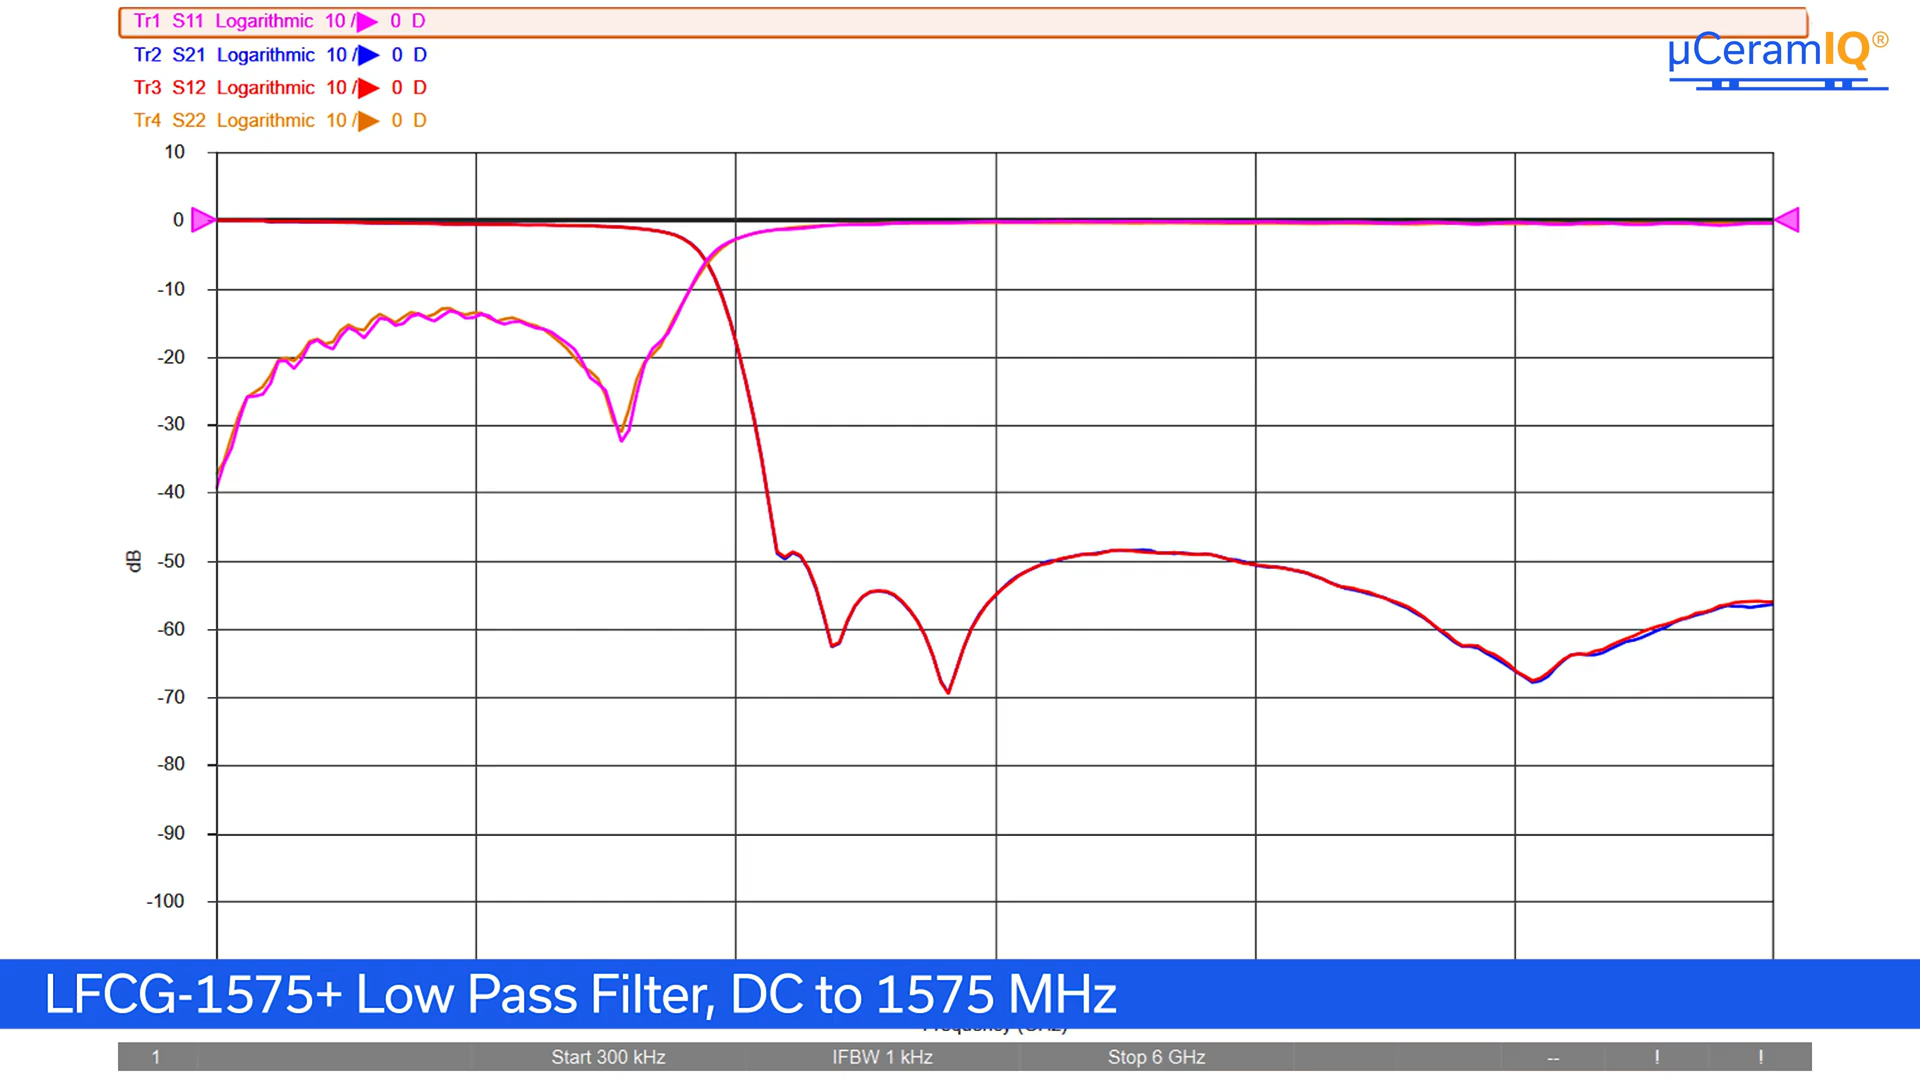 Tr1 S11 Logarithmic 10 / 0 D
Tr2 S21 Logarithmic 10 / 0 D
Tr3 S12 Logarithmic 10 / 0 D
Tr4 S22 Logarithmic 10 / 0 D
µCeramIQ®
10
0
-10
-20
-30
-40
-50
-60
-70
-80
-90
-100
dB
LFCG-1575+ Low Pass Filter, DC to 1575 MHz
Frequency (GHz)
1 Start 300 kHz IFBW 1 kHz Stop 6 GHz -- ! !